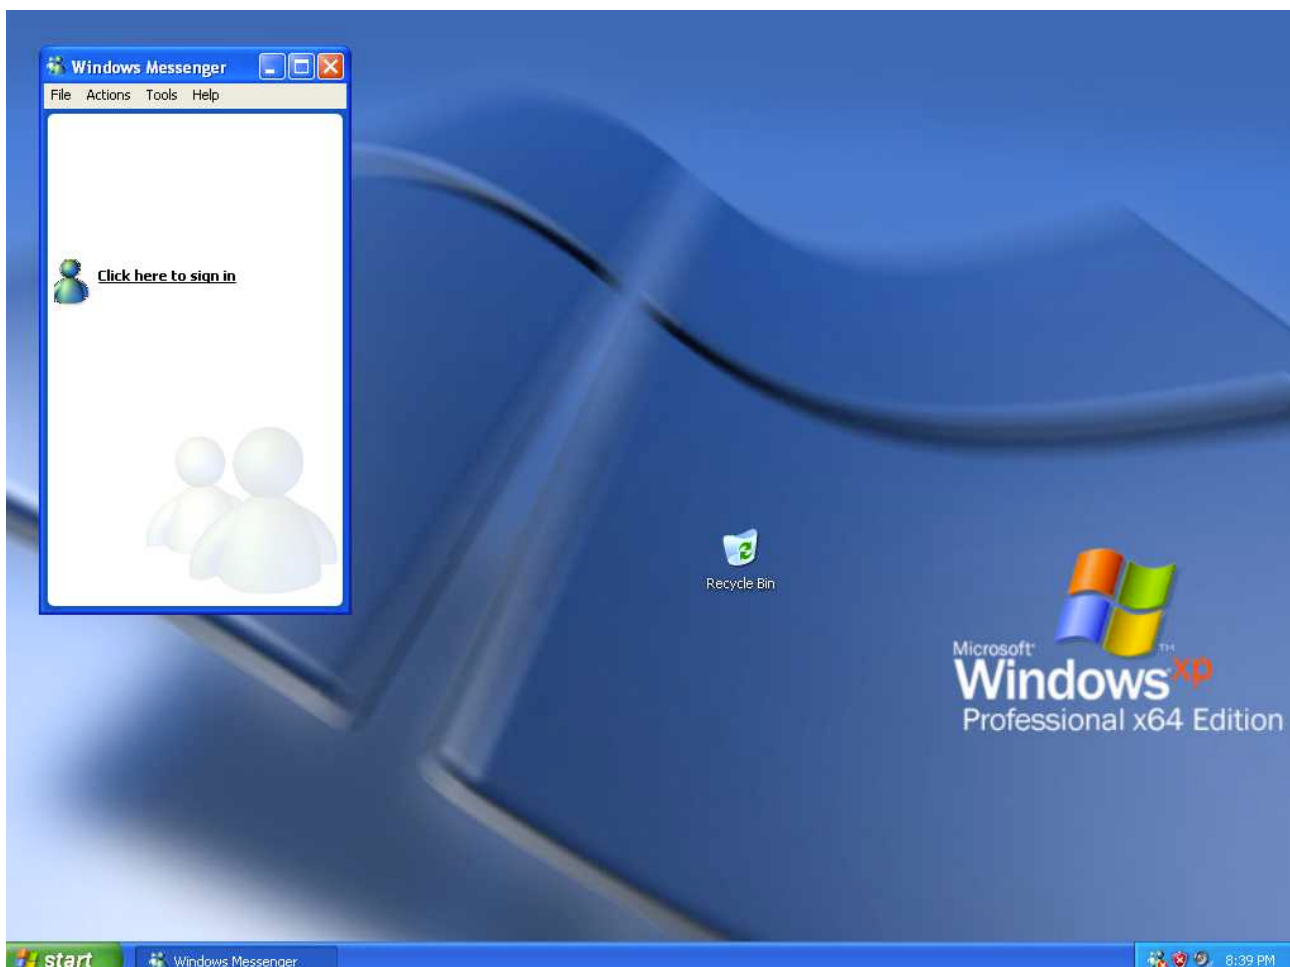 Windows Messenger
File Actions Tools Help
Click here to sign in
Recycle Bin
Microsoft®
Windows xp™
Professional x64 Edition
start
Windows Messenger
8:39 PM